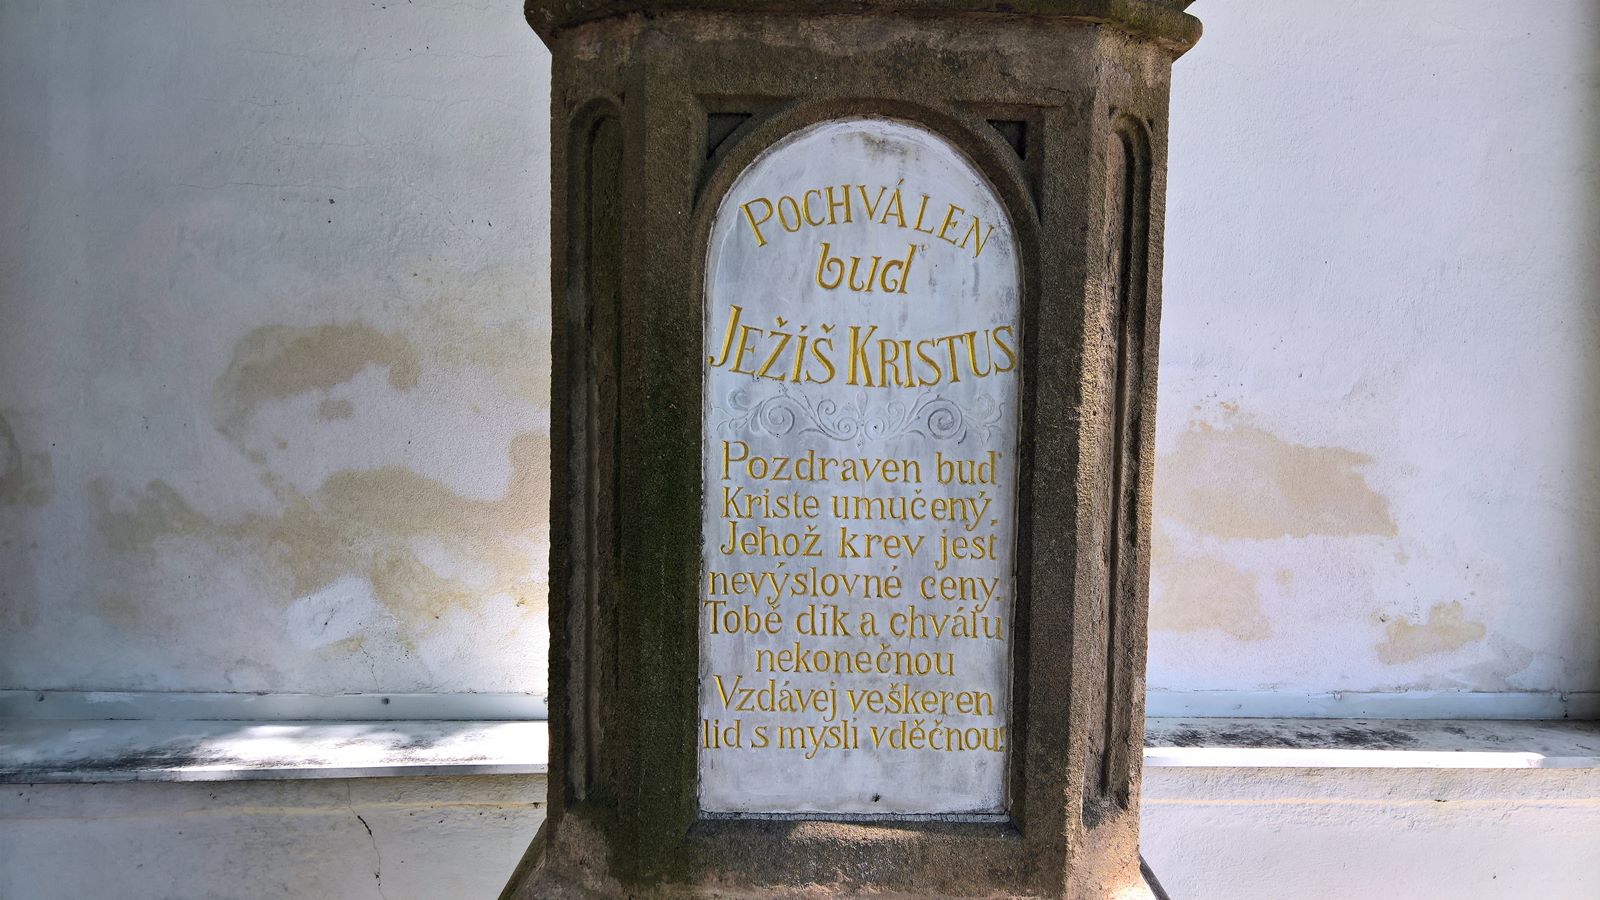 POCHVÁLEN
buď
JEŽÍŠ KRISTUS
Pozdraven buď
Kriste umučený,
Jehož krev jest
nevýslovné ceny.
Tobě dík a chválu
nekonečnou
Vzdávej veškeren
lid s myslí vděčnou!